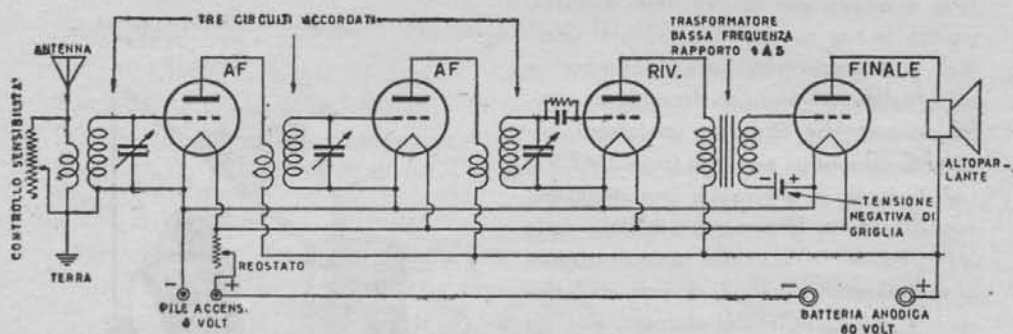 TRE CIRCUITI ACCORDATI
ANTENNA
CONTROLLO SENSIBILITA'
AF
AF
TRASFORMATORE
BASSA FREQUENZA
RAPPORTO 1 A 5
RIV.
FINALE
ALTOPAR-
LANTE
- +
TENSIONE
NEGATIVA DI
GRIGLIA
TERRA
REOSTATO
- +
PILE ACCENS.
4 VOLT
- +
BATTERIA ANODICA
80 VOLT.